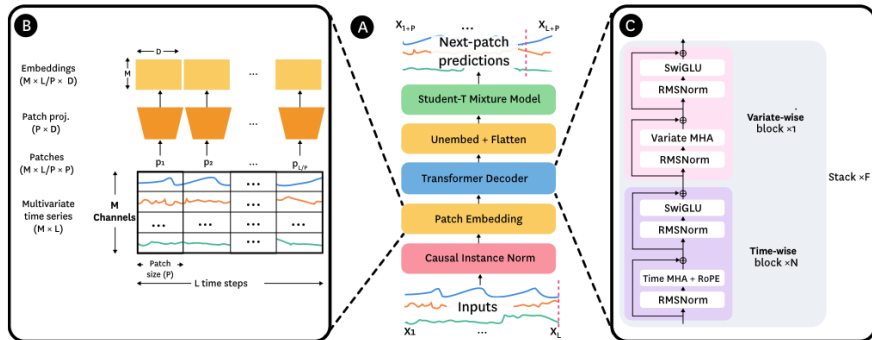 B
D
M
Embeddings
(M × L/P × D)
...
Patch proj.
(P × D)
...
Patches
(M × L/P × P)
p₁ p₂ ... p_L/P
Multivariate
time series
(M × L)
M
Channels
...
...
... ... ... ...
...
Patch
size (P)
L time steps
A
X₁₊P ... X_L+P
Next-patch
predictions
Student-T Mixture Model
Unembed + Flatten
Transformer Decoder
Patch Embedding
Causal Instance Norm
Inputs
X1 ... X_L
C
SwiGLU
RMSNorm
Variate MHA
RMSNorm
Variate-wise
block ×1
SwiGLU
RMSNorm
Time MHA + RoPE
RMSNorm
Time-wise
block ×N
Stack ×F